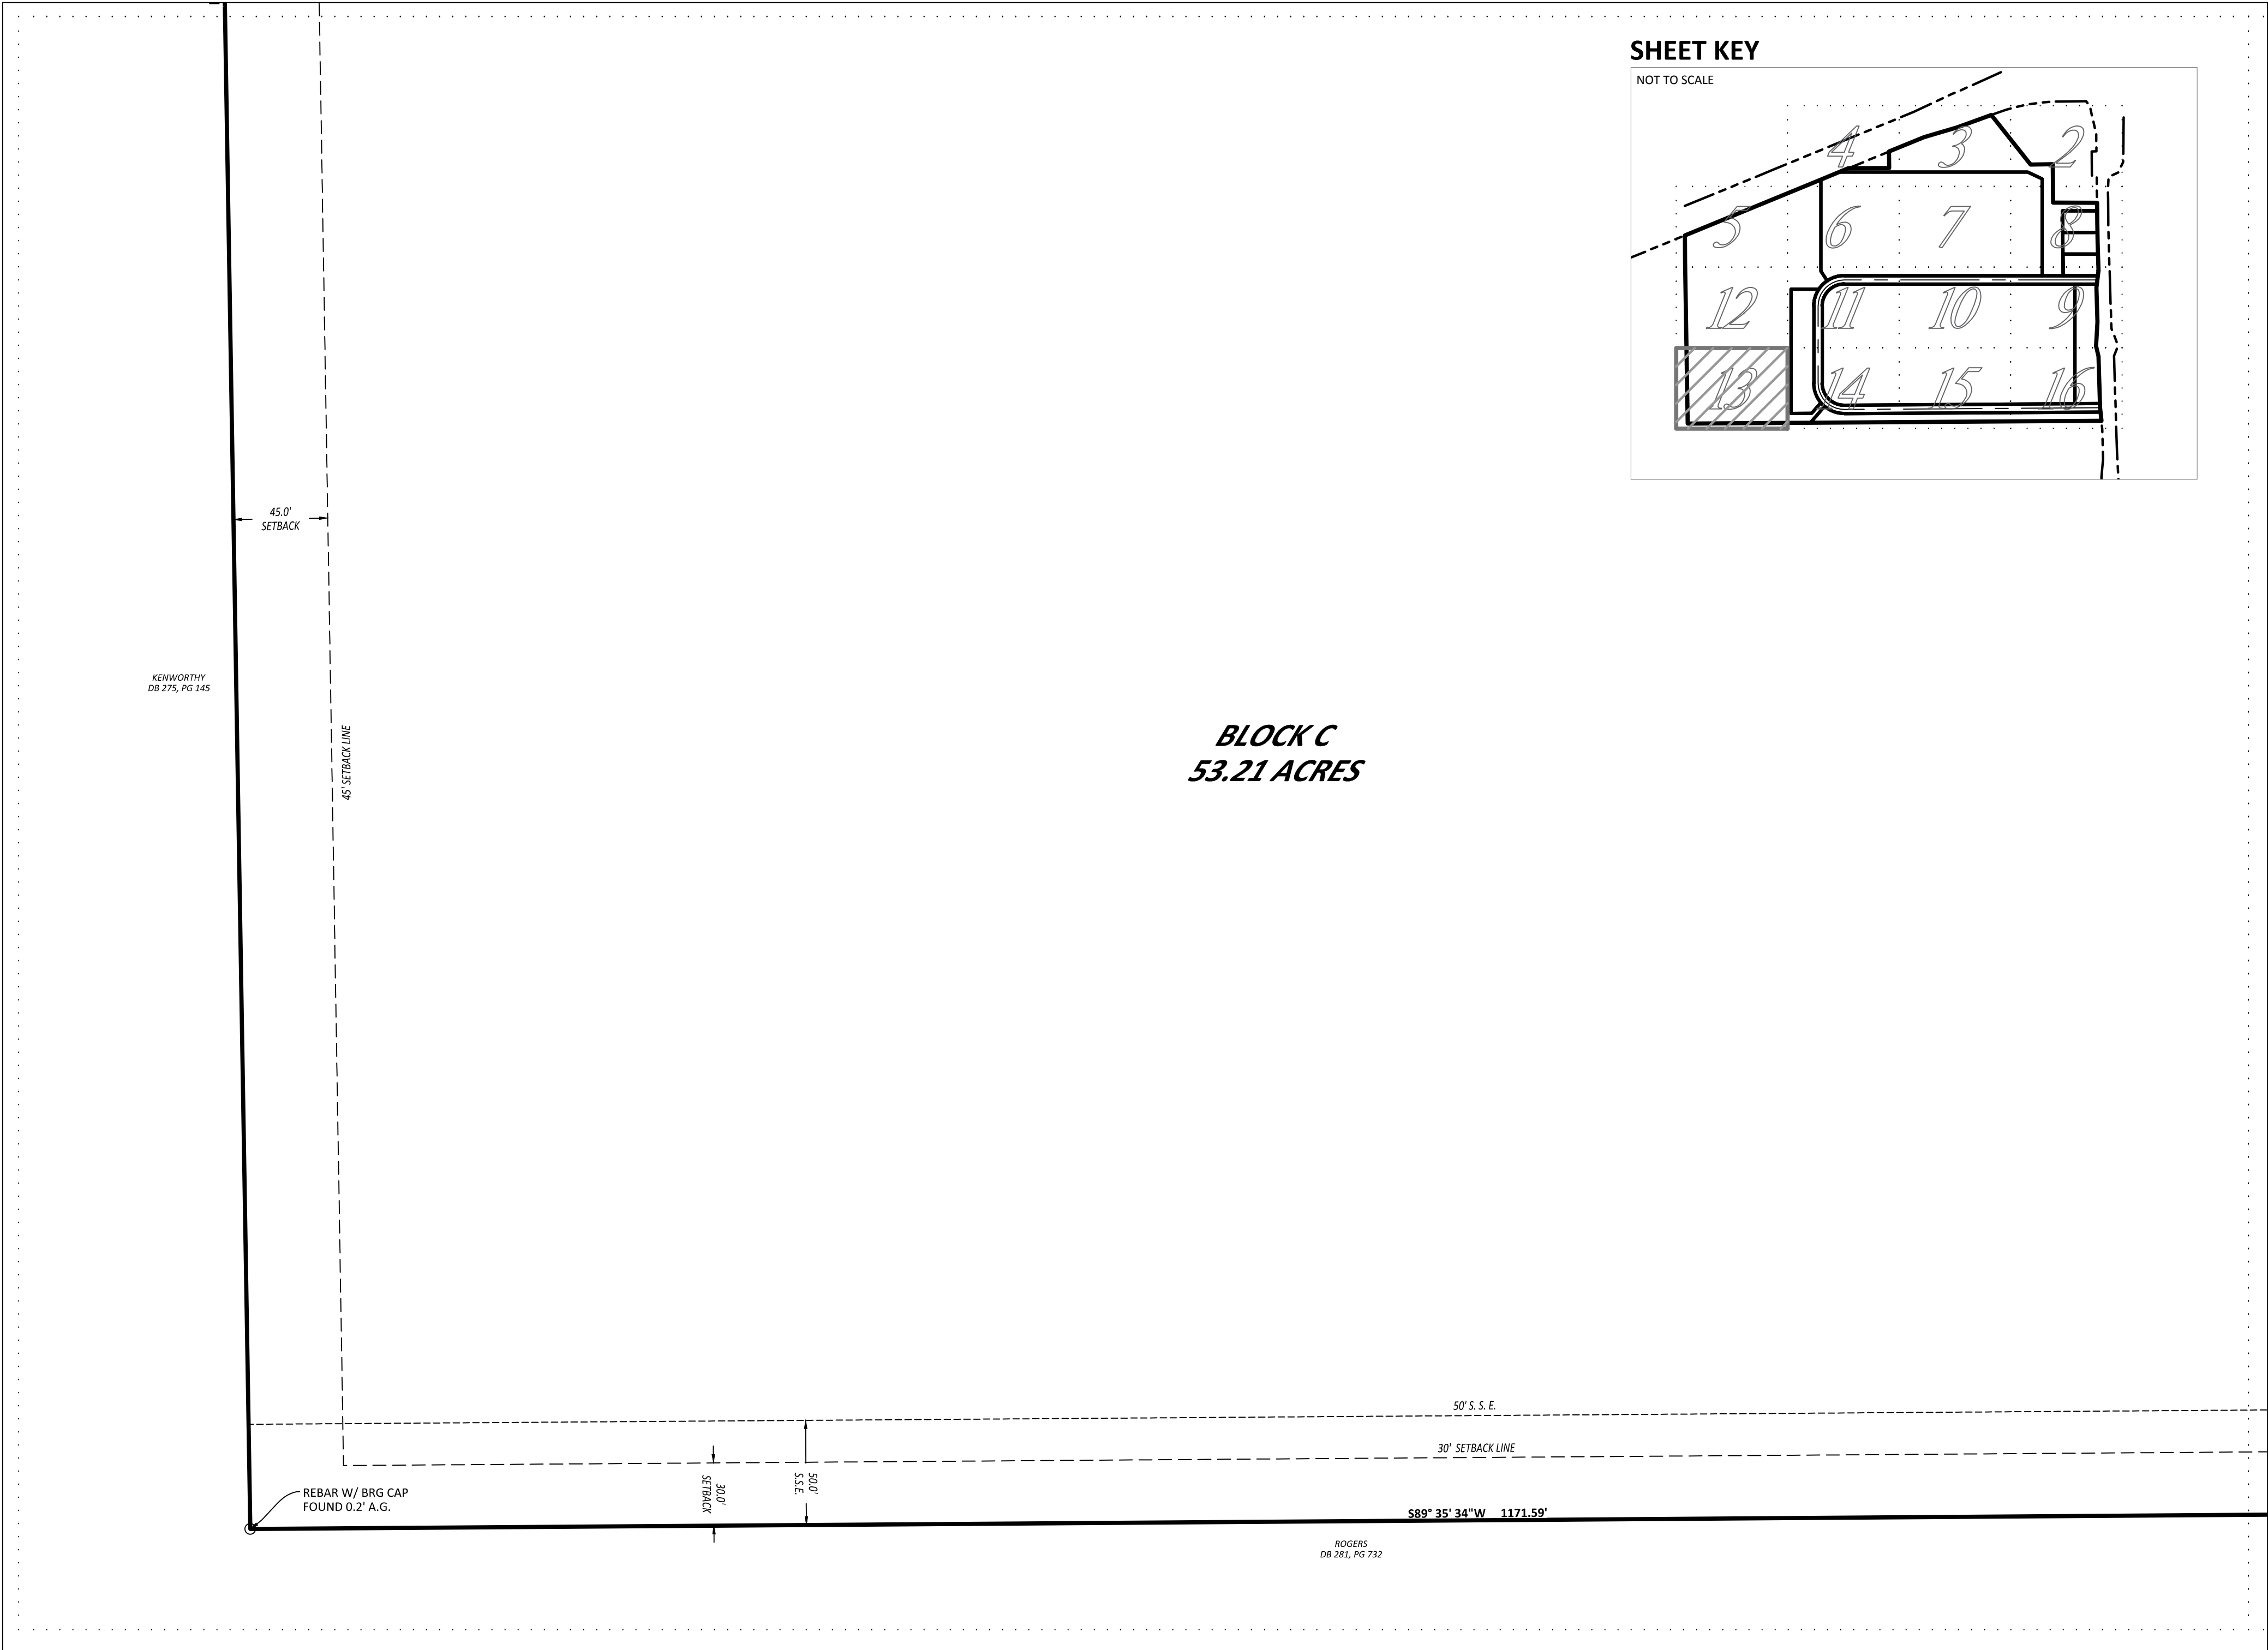 SHEET KEY
NOT TO SCALE
4
3
2
5
6
7
8
12
11
10
9
13
14
15
16
45.0'
SETBACK
KENWORTHY
DB 275, PG 145
45' SETBACK LINE
BLOCK C
53.21 ACRES
50' S. S. E.
30' SETBACK LINE
REBAR W/ BRG CAP
FOUND 0.2' A.G.
30.0'
SETBACK
50.0'
S.S.E.
S89° 35' 34"W 1171.59'
ROGERS
DB 281, PG 732